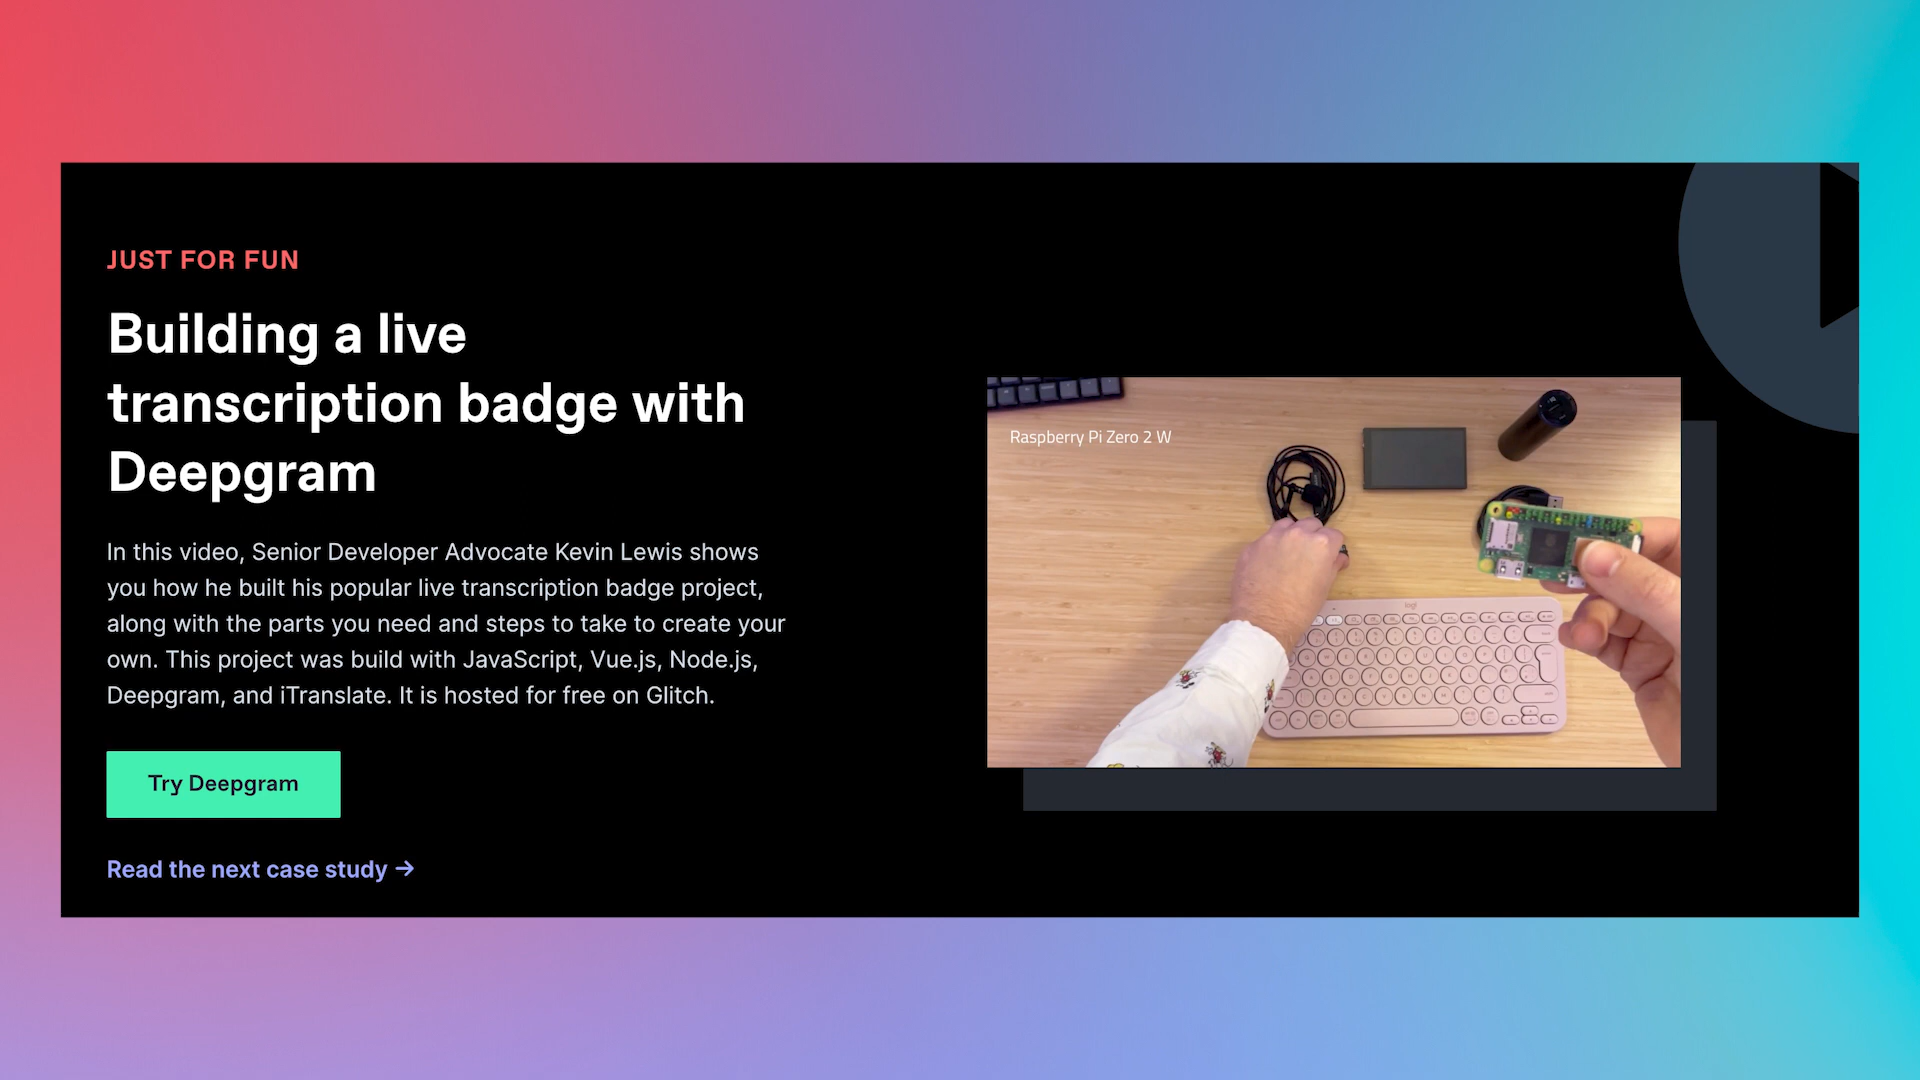 JUST FOR FUN
Building a live
transcription badge with
Deepgram
In this video, Senior Developer Advocate Kevin Lewis shows
you how he built his popular live transcription badge project,
along with the parts you need and steps to take to create your
own. This project was build with JavaScript, Vue.js, Node.js,
Deepgram, and iTranslate. It is hosted for free on Glitch.
Try Deepgram
Read the next case study →
Raspberry Pi Zero 2 W
logi